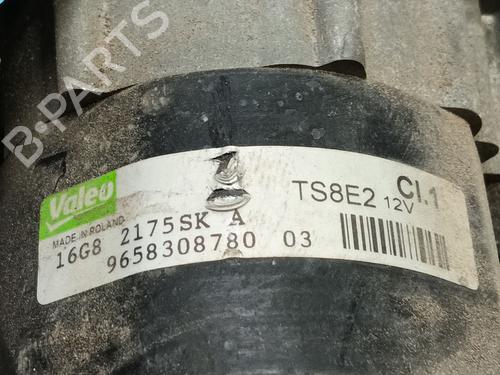 B-PARTS
Valeo
MADE IN POLAND
TS8E2 12V Cl.1
16G8 2175SK A
9658308780 03